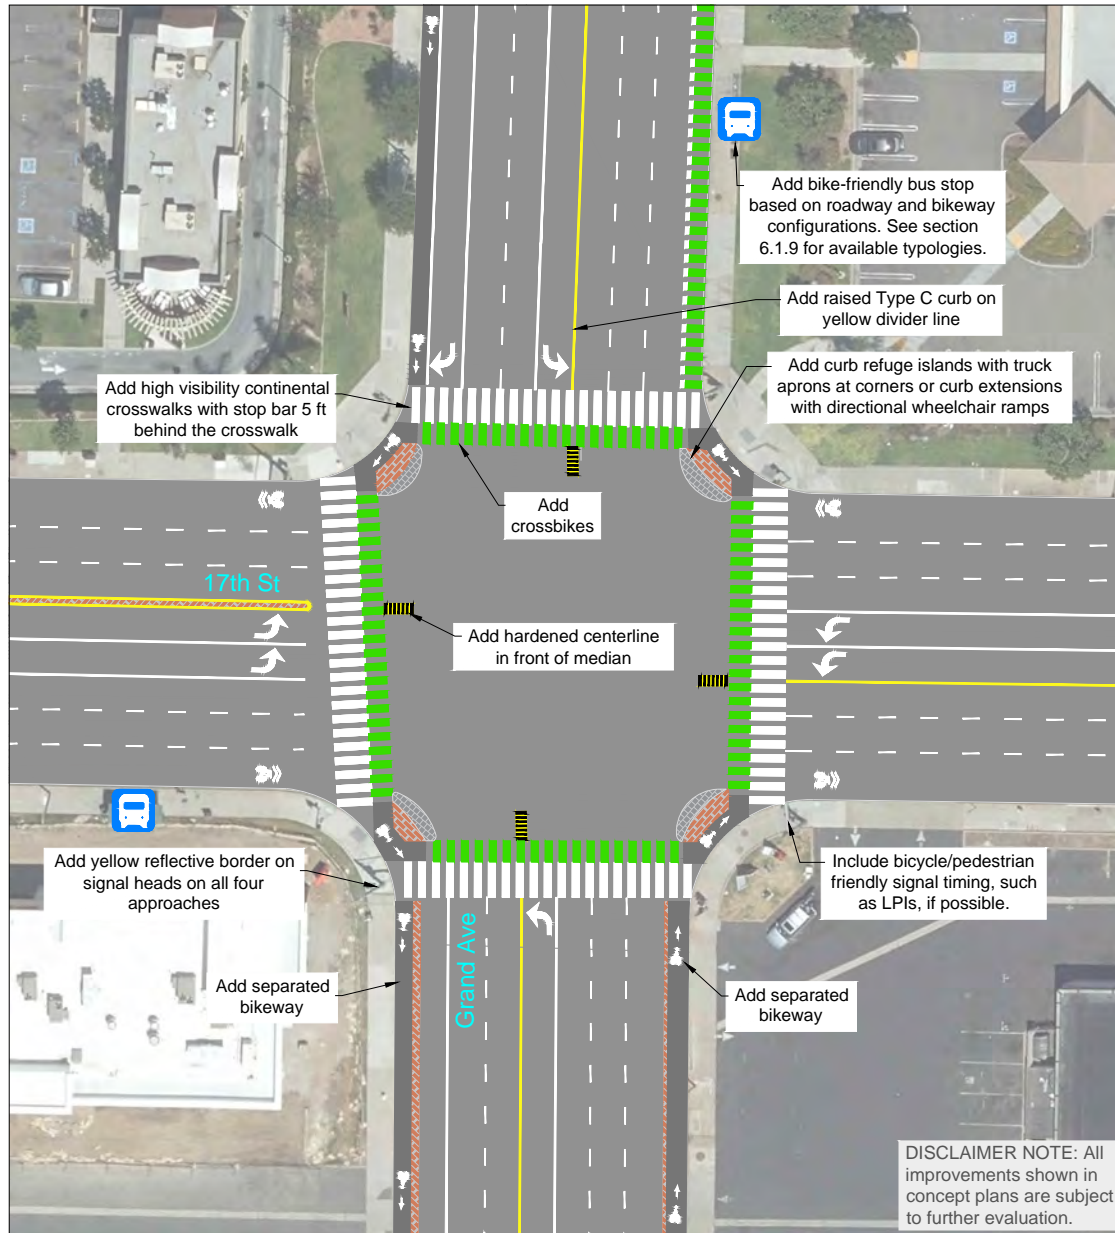 Add bike-friendly bus stop
based on roadway and bikeway
configurations. See section
6.1.9 for available typologies.
Add raised Type C curb on
yellow divider line
Add high visibility continental
crosswalks with stop bar 5 ft
behind the crosswalk
Add curb refuge islands with truck
aprons at corners or curb extensions
with directional wheelchair ramps
Add
crossbikes
17th St
Add hardened centerline
in front of median
Add yellow reflective border on
signal heads on all four
approaches
Include bicycle/pedestrian
friendly signal timing, such
as LPIs, if possible.
Grand Ave
Add separated
bikeway
Add separated
bikeway
DISCLAIMER NOTE: All
improvements shown in
concept plans are subject
to further evaluation.